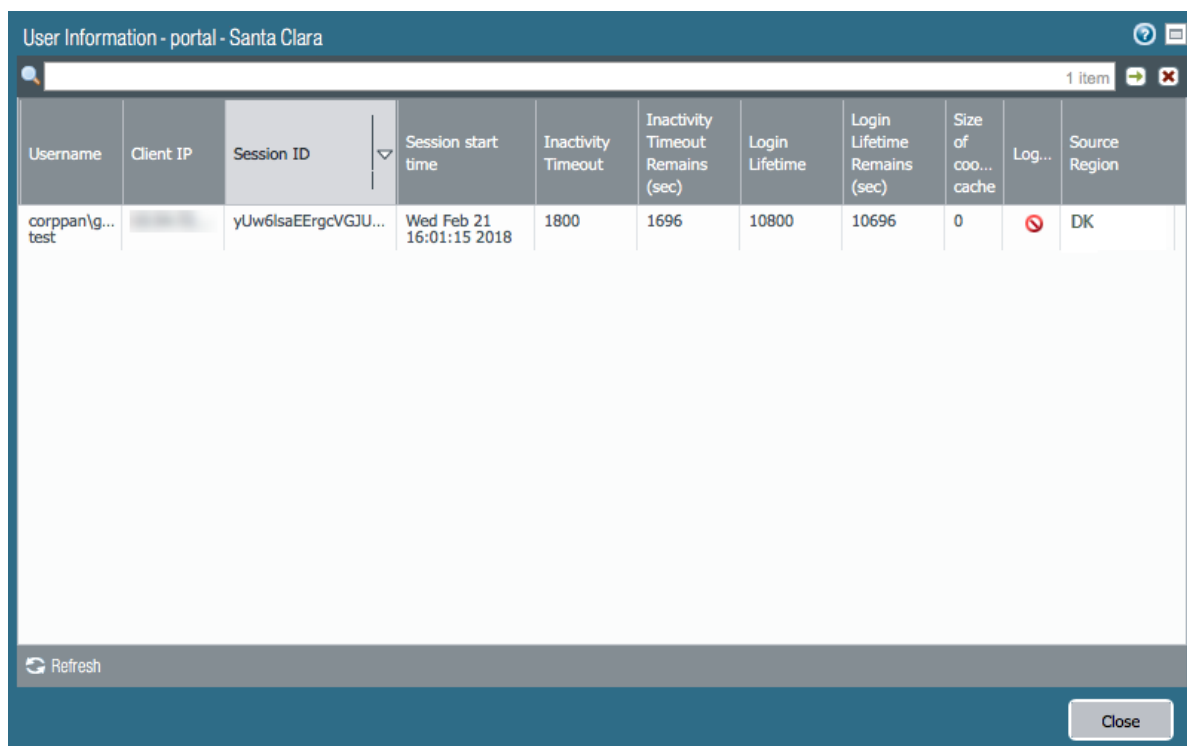 User Information - portal - Santa Clara
1 item
Username
Client IP
Session ID
Session start
time
Inactivity
Timeout
Inactivity
Timeout
Remains
(sec)
Login
Lifetime
Login
Lifetime
Remains
(sec)
Size
of
coo...
cache
Log...
Source
Region
corppan\g...
test
yUw6lsaEErgcVGJU...
Wed Feb 21
16:01:15 2018
1800
1696
10800
10696
0
DK
Refresh
Close